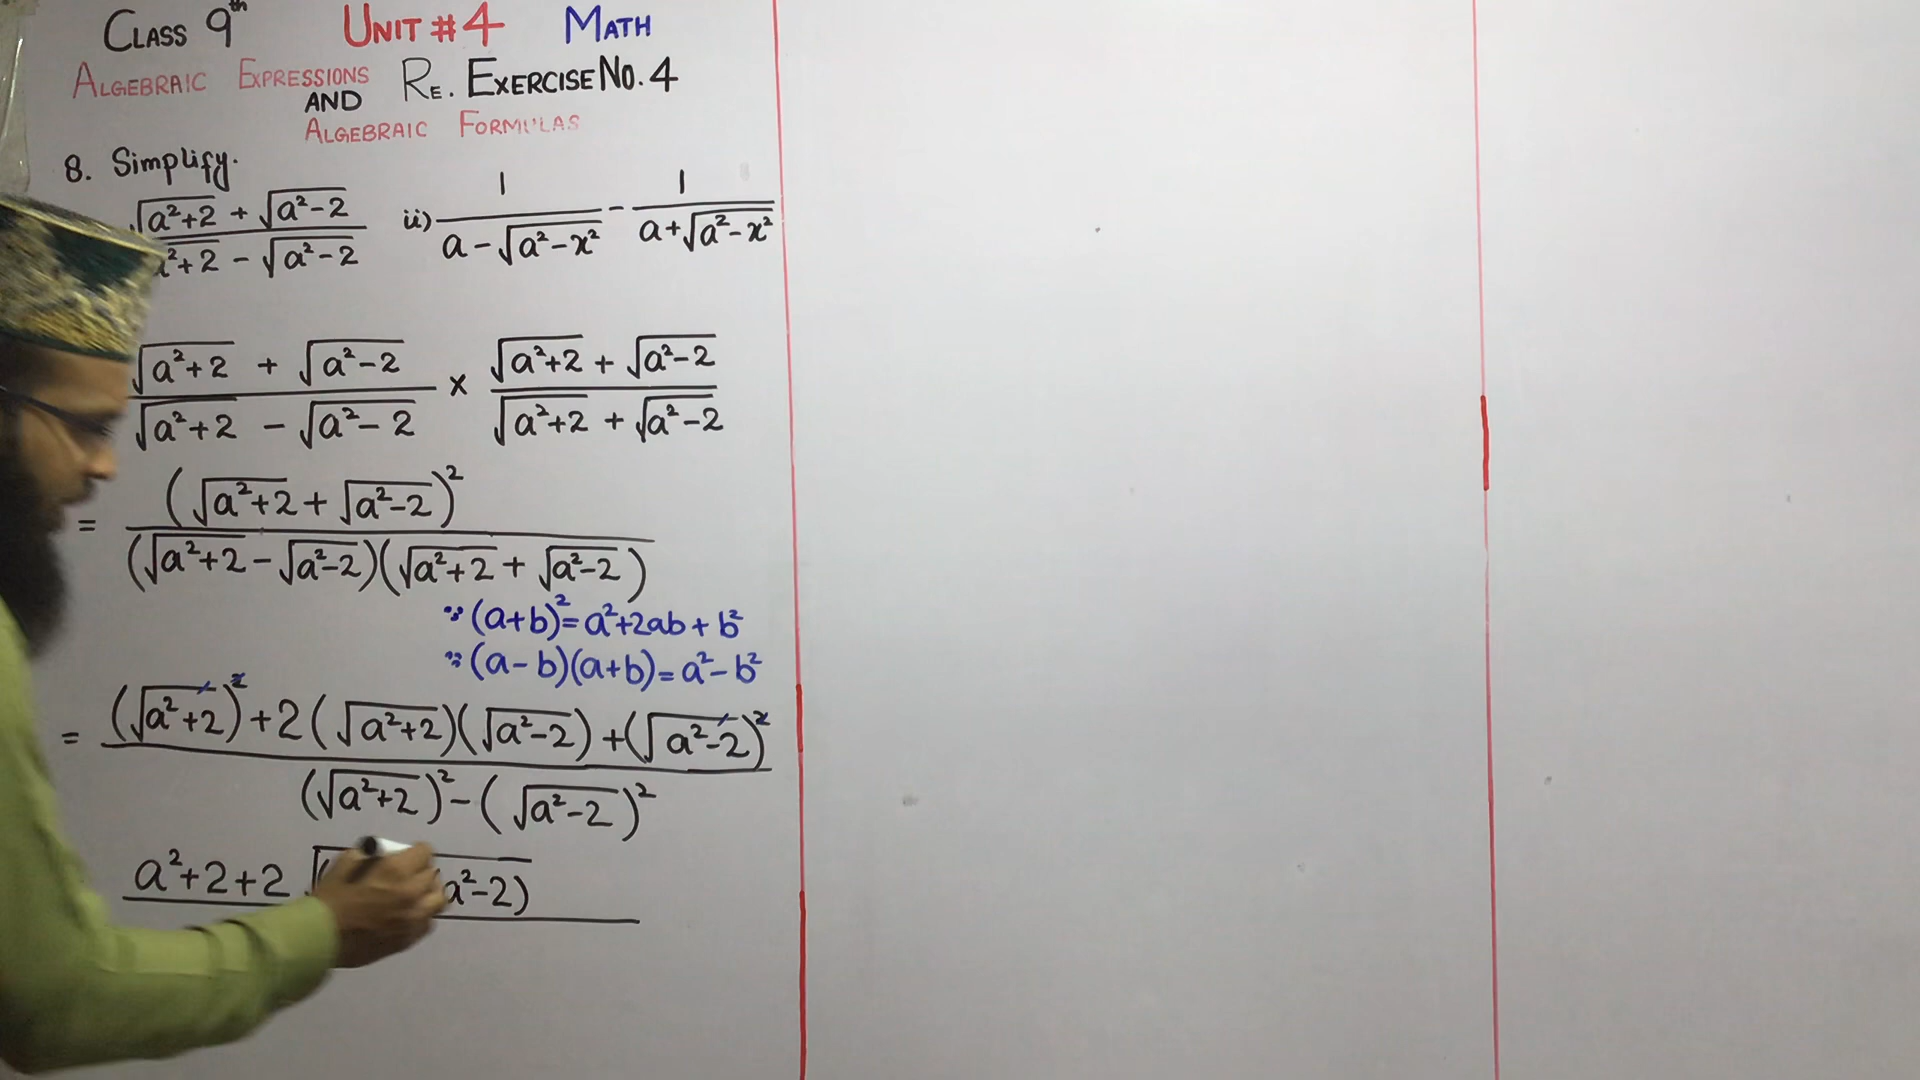 CLASS 9th UNIT #4 MATH
ALGEBRAIC EXPRESSIONS RE. EXERCISE NO. 4
AND
ALGEBRAIC FORMULAS
8. Simplify.
√(a²+2) + √(a²-2) / a²+2 - √(a²-2) ii) 1/(a-√(a²-x²)) - 1/(a+√(a²-x²))
(√(a²+2) + √(a²-2)) / (√(a²+2) - √(a²-2)) × (√(a²+2) + √(a²-2)) / (√(a²+2) + √(a²-2))
= (√(a²+2) + √(a²-2))² / (√(a²+2) - √(a²-2))(√(a²+2) + √(a²-2))
∵ (a+b)² = a²+2ab+b²
∵ (a-b)(a+b) = a²-b²
= (√(a²+2))² + 2(√(a²+2))(√(a²-2)) + (√(a²-2))² / (√(a²+2))² - (√(a²-2))²
a²+2+2√( a²-2)